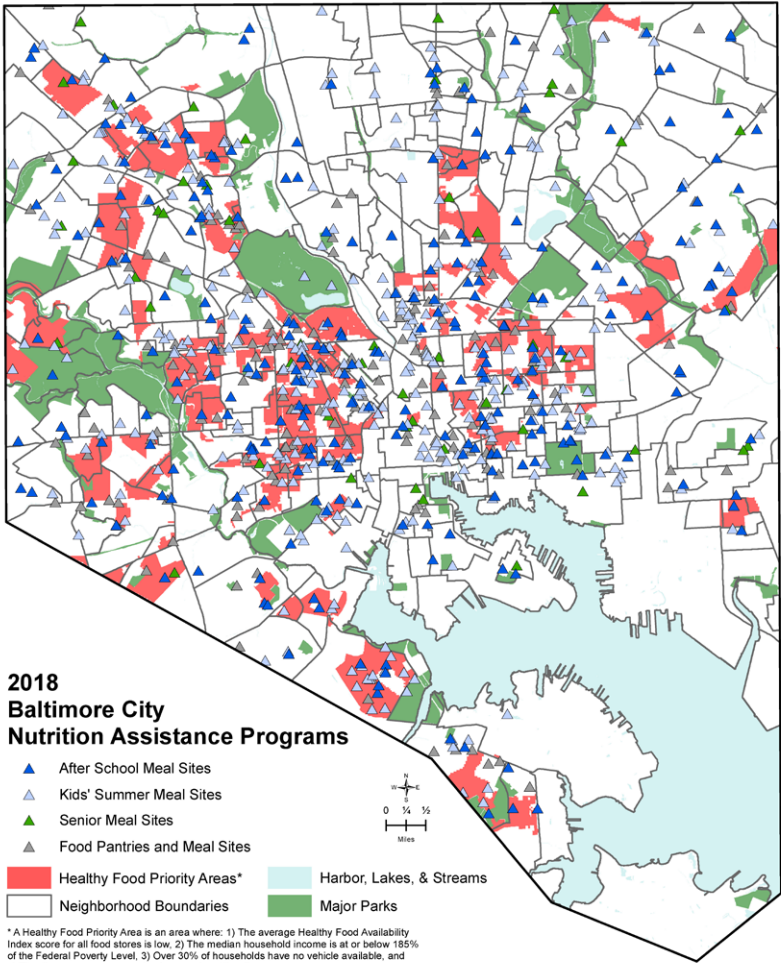 2018
Baltimore City
Nutrition Assistance Programs
After School Meal Sites
Kids' Summer Meal Sites
Senior Meal Sites
Food Pantries and Meal Sites
N
W E
S
0 ¼ ½
Miles
Healthy Food Priority Areas*
Harbor, Lakes, & Streams
Neighborhood Boundaries
Major Parks
* A Healthy Food Priority Area is an area where: 1) The average Healthy Food Availability
Index score for all food stores is low, 2) The median household income is at or below 185%
of the Federal Poverty Level, 3) Over 30% of households have no vehicle available, and